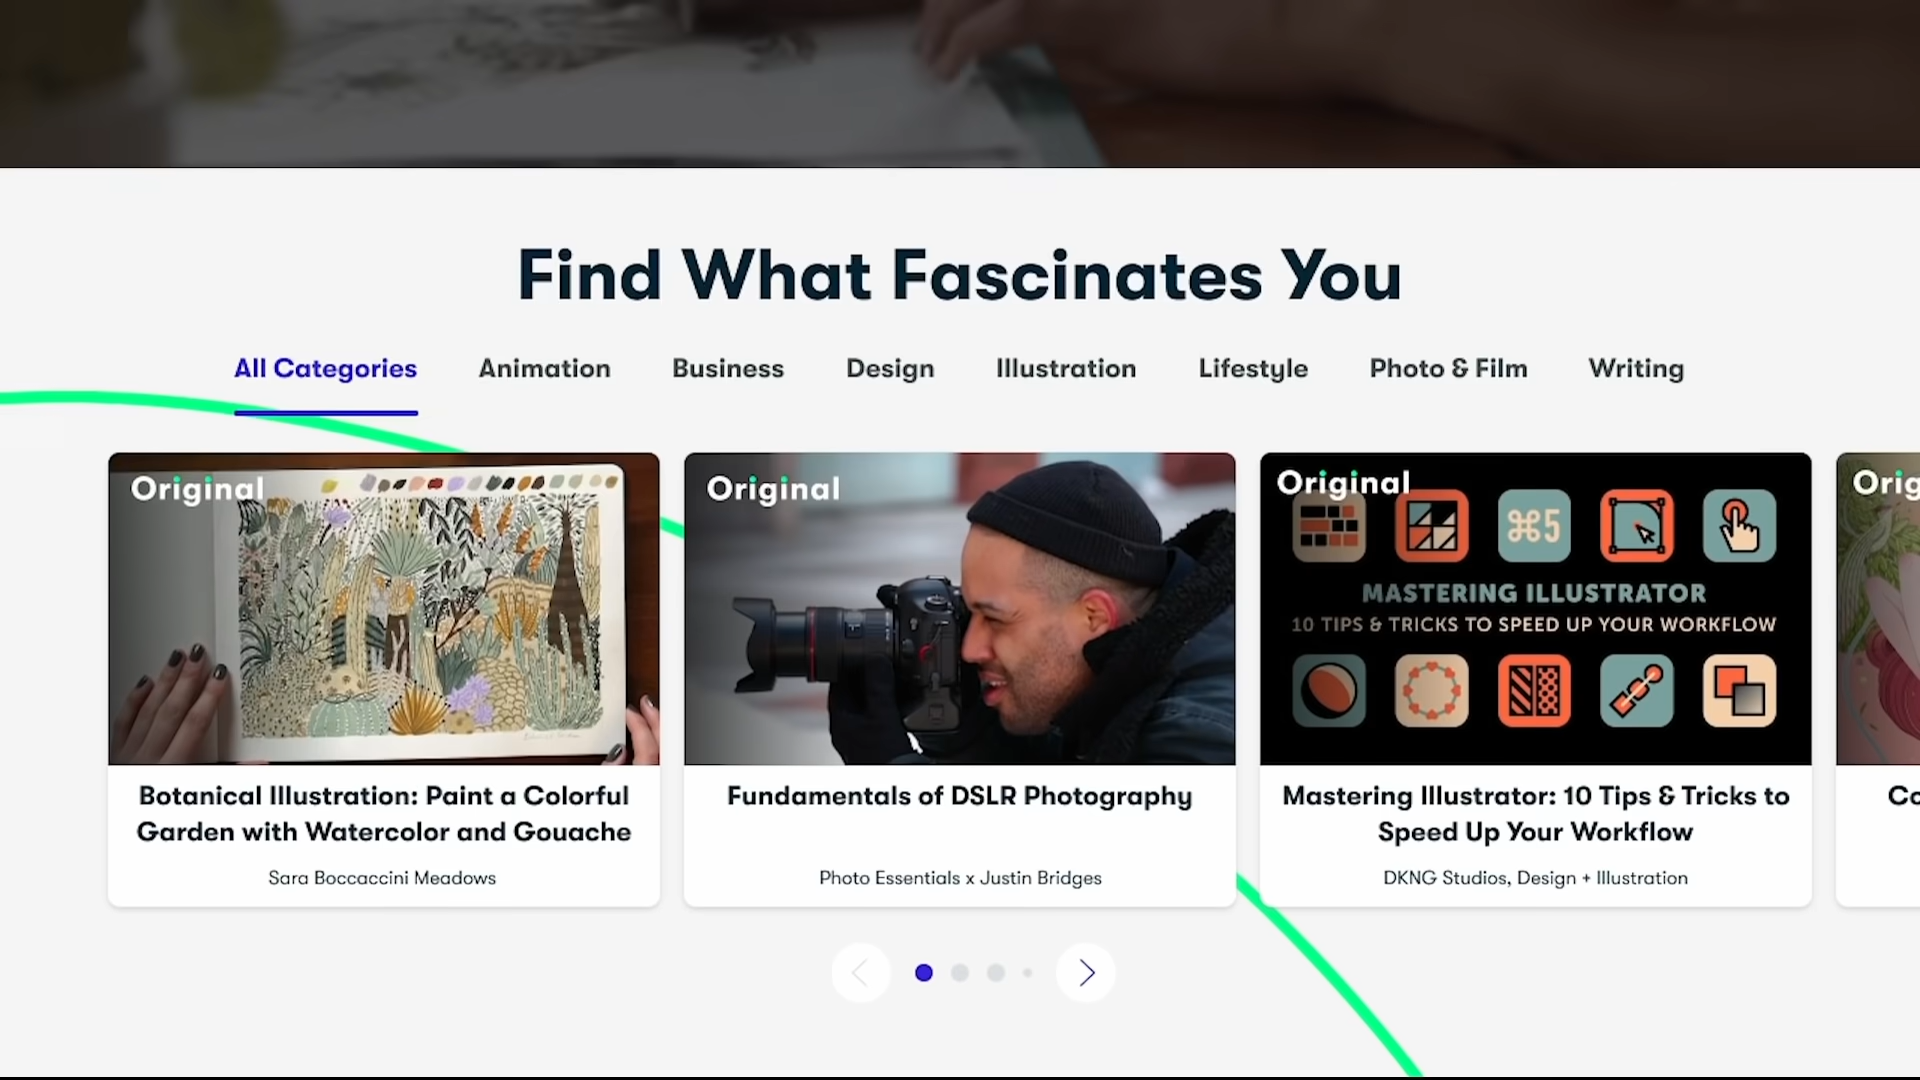 Find What Fascinates You
All Categories
Animation
Business
Design
Illustration
Lifestyle
Photo & Film
Writing
Original
Botanical Illustration: Paint a Colorful
Garden with Watercolor and Gouache
Sara Boccaccini Meadows
Original
Fundamentals of DSLR Photography
Photo Essentials x Justin Bridges
Original
⌘5
MASTERING ILLUSTRATOR
10 TIPS & TRICKS TO SPEED UP YOUR WORKFLOW
Mastering Illustrator: 10 Tips & Tricks to
Speed Up Your Workflow
DKNG Studios, Design + Illustration
Orig
Co